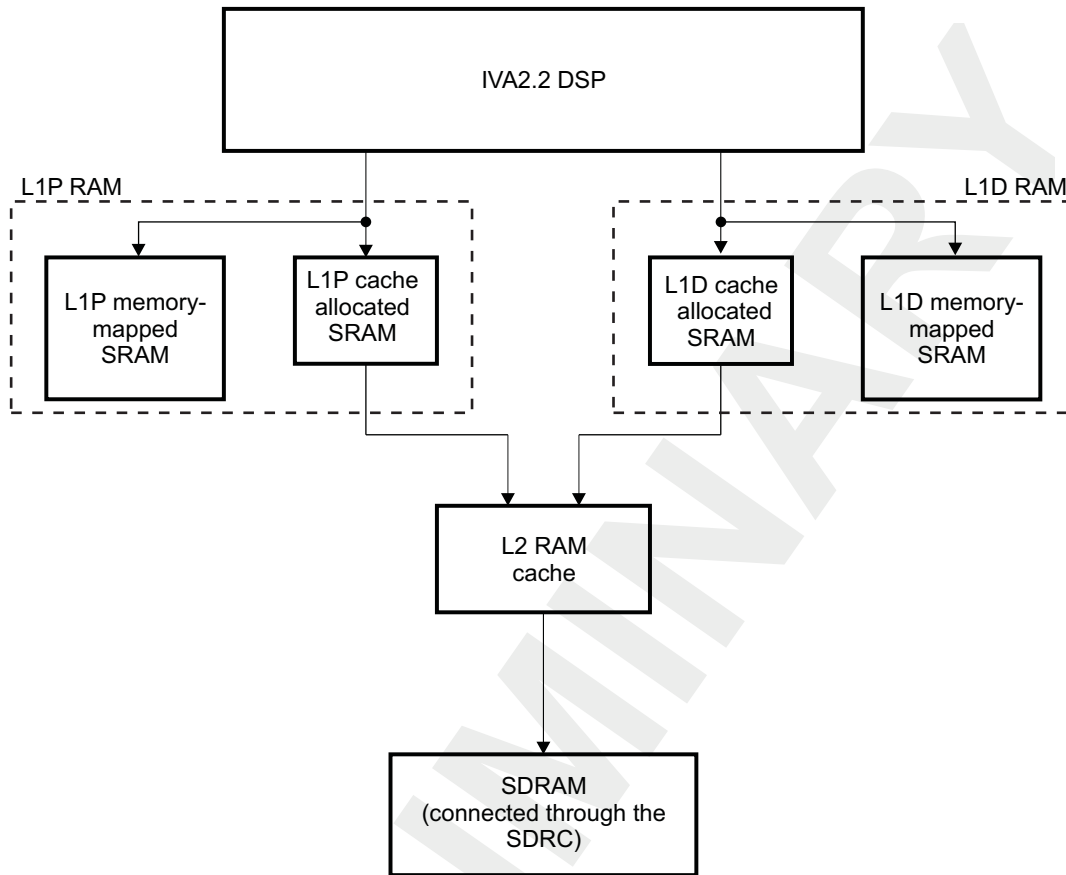 IVA2.2 DSP
L1P RAM
L1D RAM
L1P memory-
mapped
SRAM
L1P cache
allocated
SRAM
L1D cache
allocated
SRAM
L1D memory-
mapped
SRAM
L2 RAM
cache
SDRAM
(connected through the
SDRC)
IMINARY